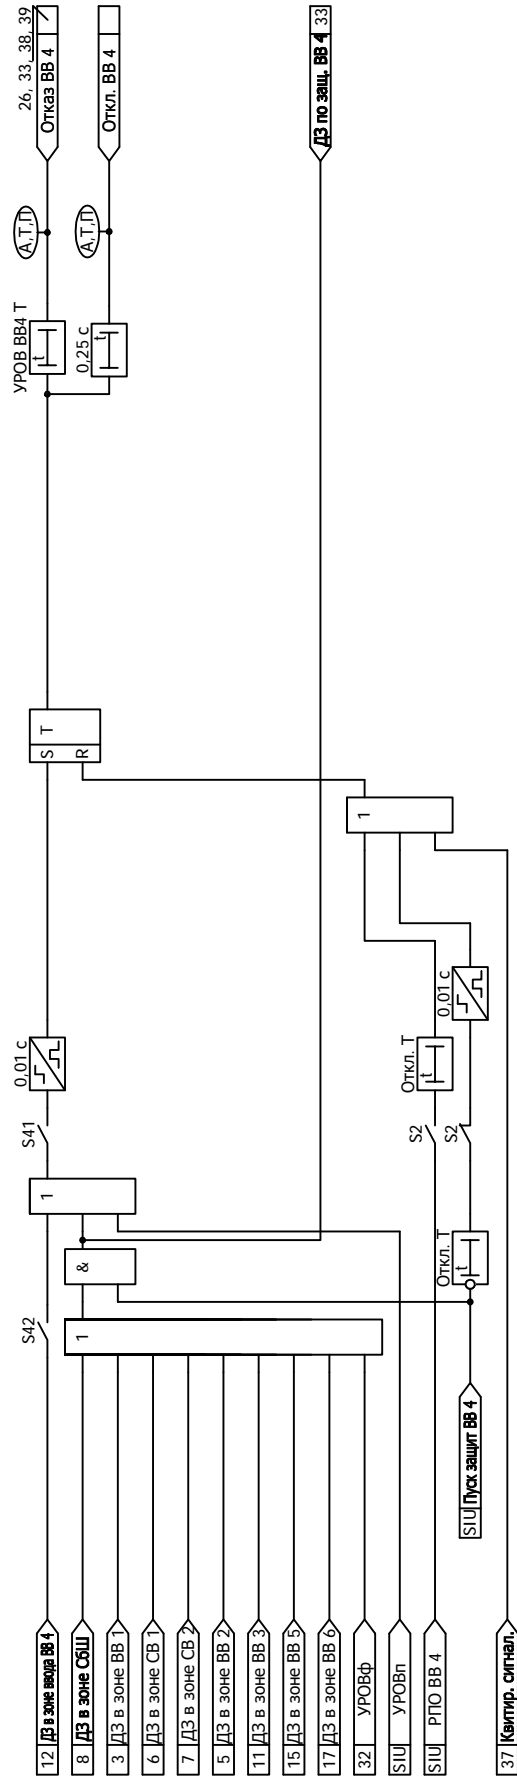 12 ДЗ в зоне ввода ВВ 4
8 ДЗ в зоне СбШ
3 ДЗ в зоне ВВ 1
6 ДЗ в зоне СВ 1
7 ДЗ в зоне СВ 2
5 ДЗ в зоне ВВ 2
11 ДЗ в зоне ВВ 3
15 ДЗ в зоне ВВ 5
17 ДЗ в зоне ВВ 6
32 УРОВф
SIU УРОВп
SIU РПО ВВ 4
SIU Пуск защит ВВ 4
37 Квитир. сигнал.
S42
1
&
Откл. T
t
1
S41
S2
S2
0,01 с
Откл. T
t
0,01 с
1
S T
R
УРОВ ВВ4 T
t
0,25 с
t
А,Т,П
А,Т,П
Отказ ВВ 4
26, 33, 38, 39
Откл. ВВ 4
ДЗ по защ. ВВ 4 33